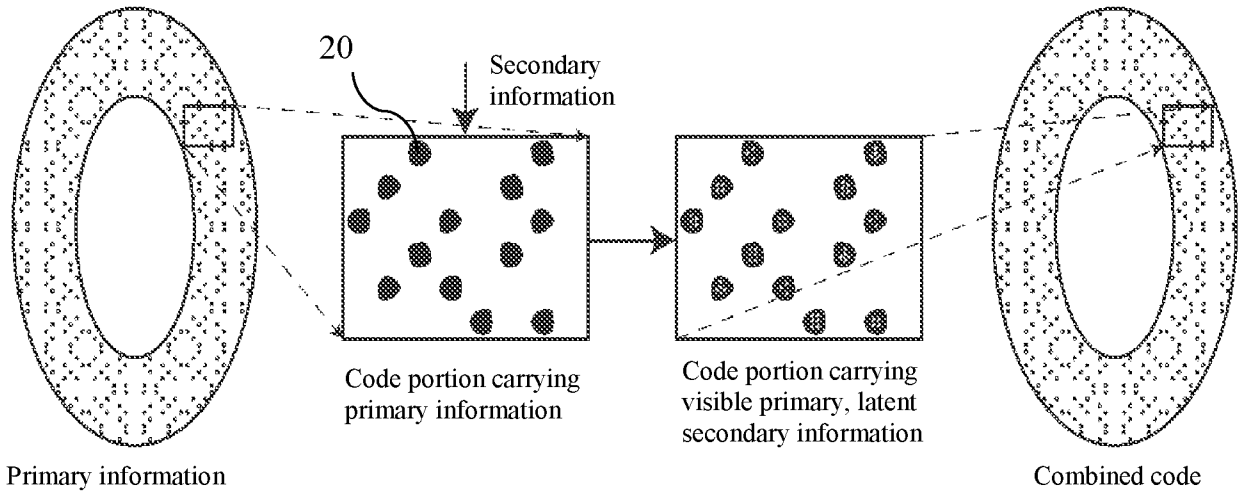 20
Secondary
information
Code portion carrying
primary information
Code portion carrying
visible primary, latent
secondary information
Primary information
Combined code